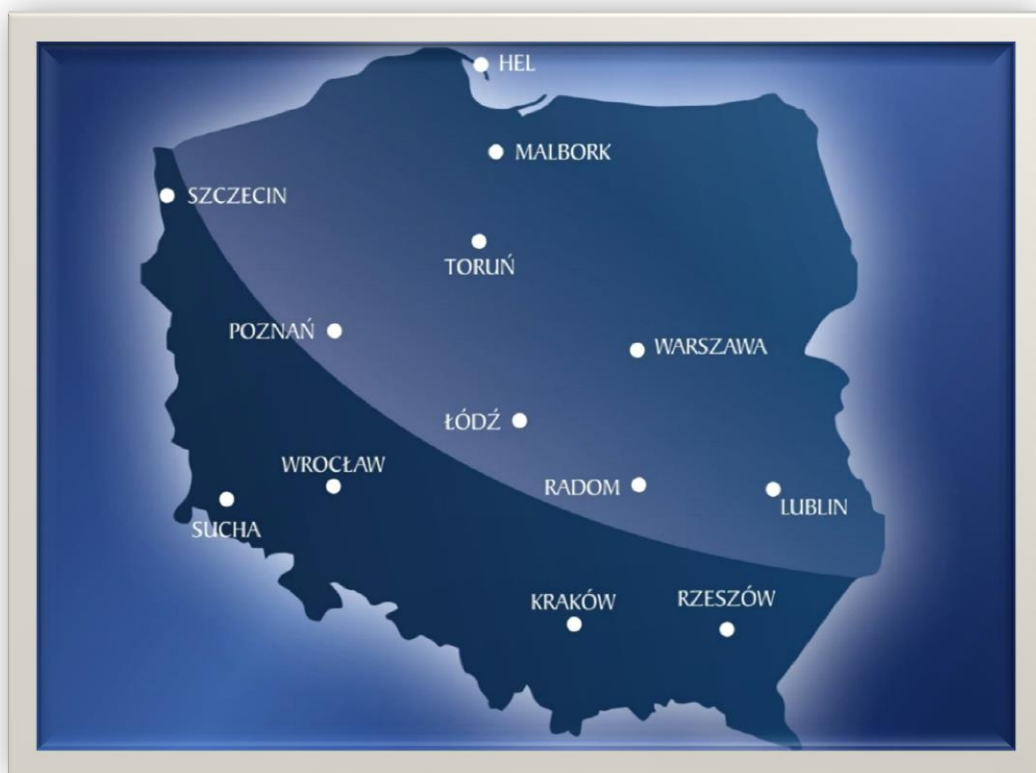 HEL
MALBORK
SZCZECIN
TORUŃ
POZNAŃ
WARSZAWA
ŁÓDŹ
WROCŁAW
RADOM
LUBLIN
SUCHA
KRAKÓW
RZESZÓW